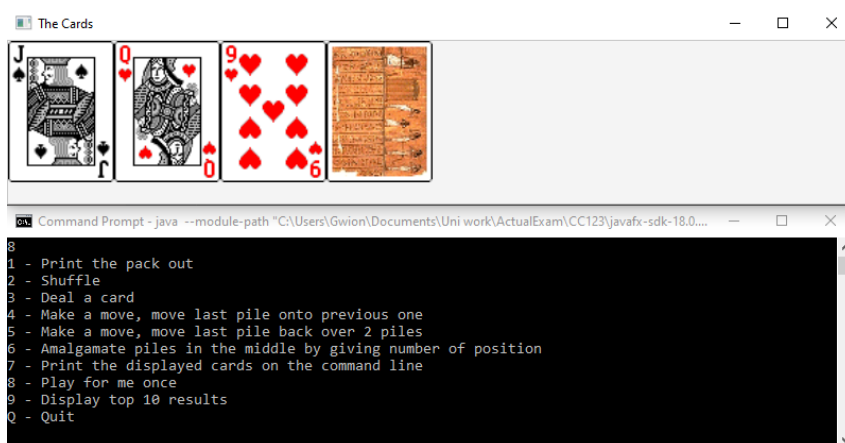 The Cards
J Q 9
J Q 9
Command Prompt - java --module-path "C:\Users\Gwion\Documents\Uni work\ActualExam\CC123\javafx-sdk-18.0....
8
1 - Print the pack out
2 - Shuffle
3 - Deal a card
4 - Make a move, move last pile onto previous one
5 - Make a move, move last pile back over 2 piles
6 - Amalgamate piles in the middle by giving number of position
7 - Print the displayed cards on the command line
8 - Play for me once
9 - Display top 10 results
Q - Quit